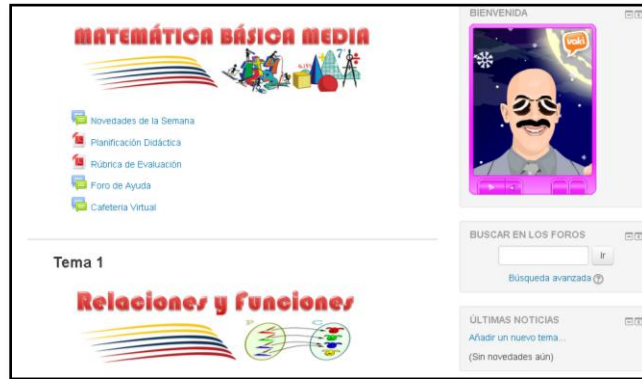 MATEMÁTICA BÁSICA MEDIA
Novedades de la Semana
Planificación Didáctica
Rúbrica de Evaluación
Foro de Ayuda
Cafeteria Virtual
Tema 1
Relaciones y Funciones
BIENVENIDA
voki
BUSCAR EN LOS FOROS
Ir
Búsqueda avanzada
ÚLTIMAS NOTICIAS
Añadir un nuevo tema...
(Sin novedades aún)